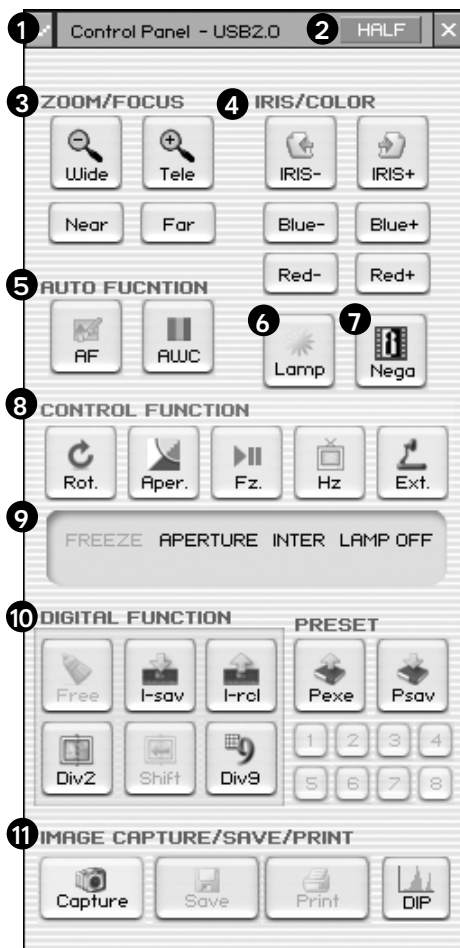 1 Control Panel - USB2.0 2 HALF ×
3 ZOOM/FOCUS 4 IRIS/COLOR
Wide Tele IRIS- IRIS+
Near Far Blue- Blue+
Red- Red+
5 AUTO FUCNTION
6 7
AF AWC Lamp Nega
8 CONTROL FUNCTION
Rot. Aper. Fz. Hz Ext.
9
FREEZE APERTURE INTER LAMP OFF
10 DIGITAL FUNCTION PRESET
Free I-sav I-rcl Pexe Psav
1 2 3 4
9
Div2 Shift Div9 5 6 7 8
11 IMAGE CAPTURE/SAVE/PRINT
Capture Save Print DIP